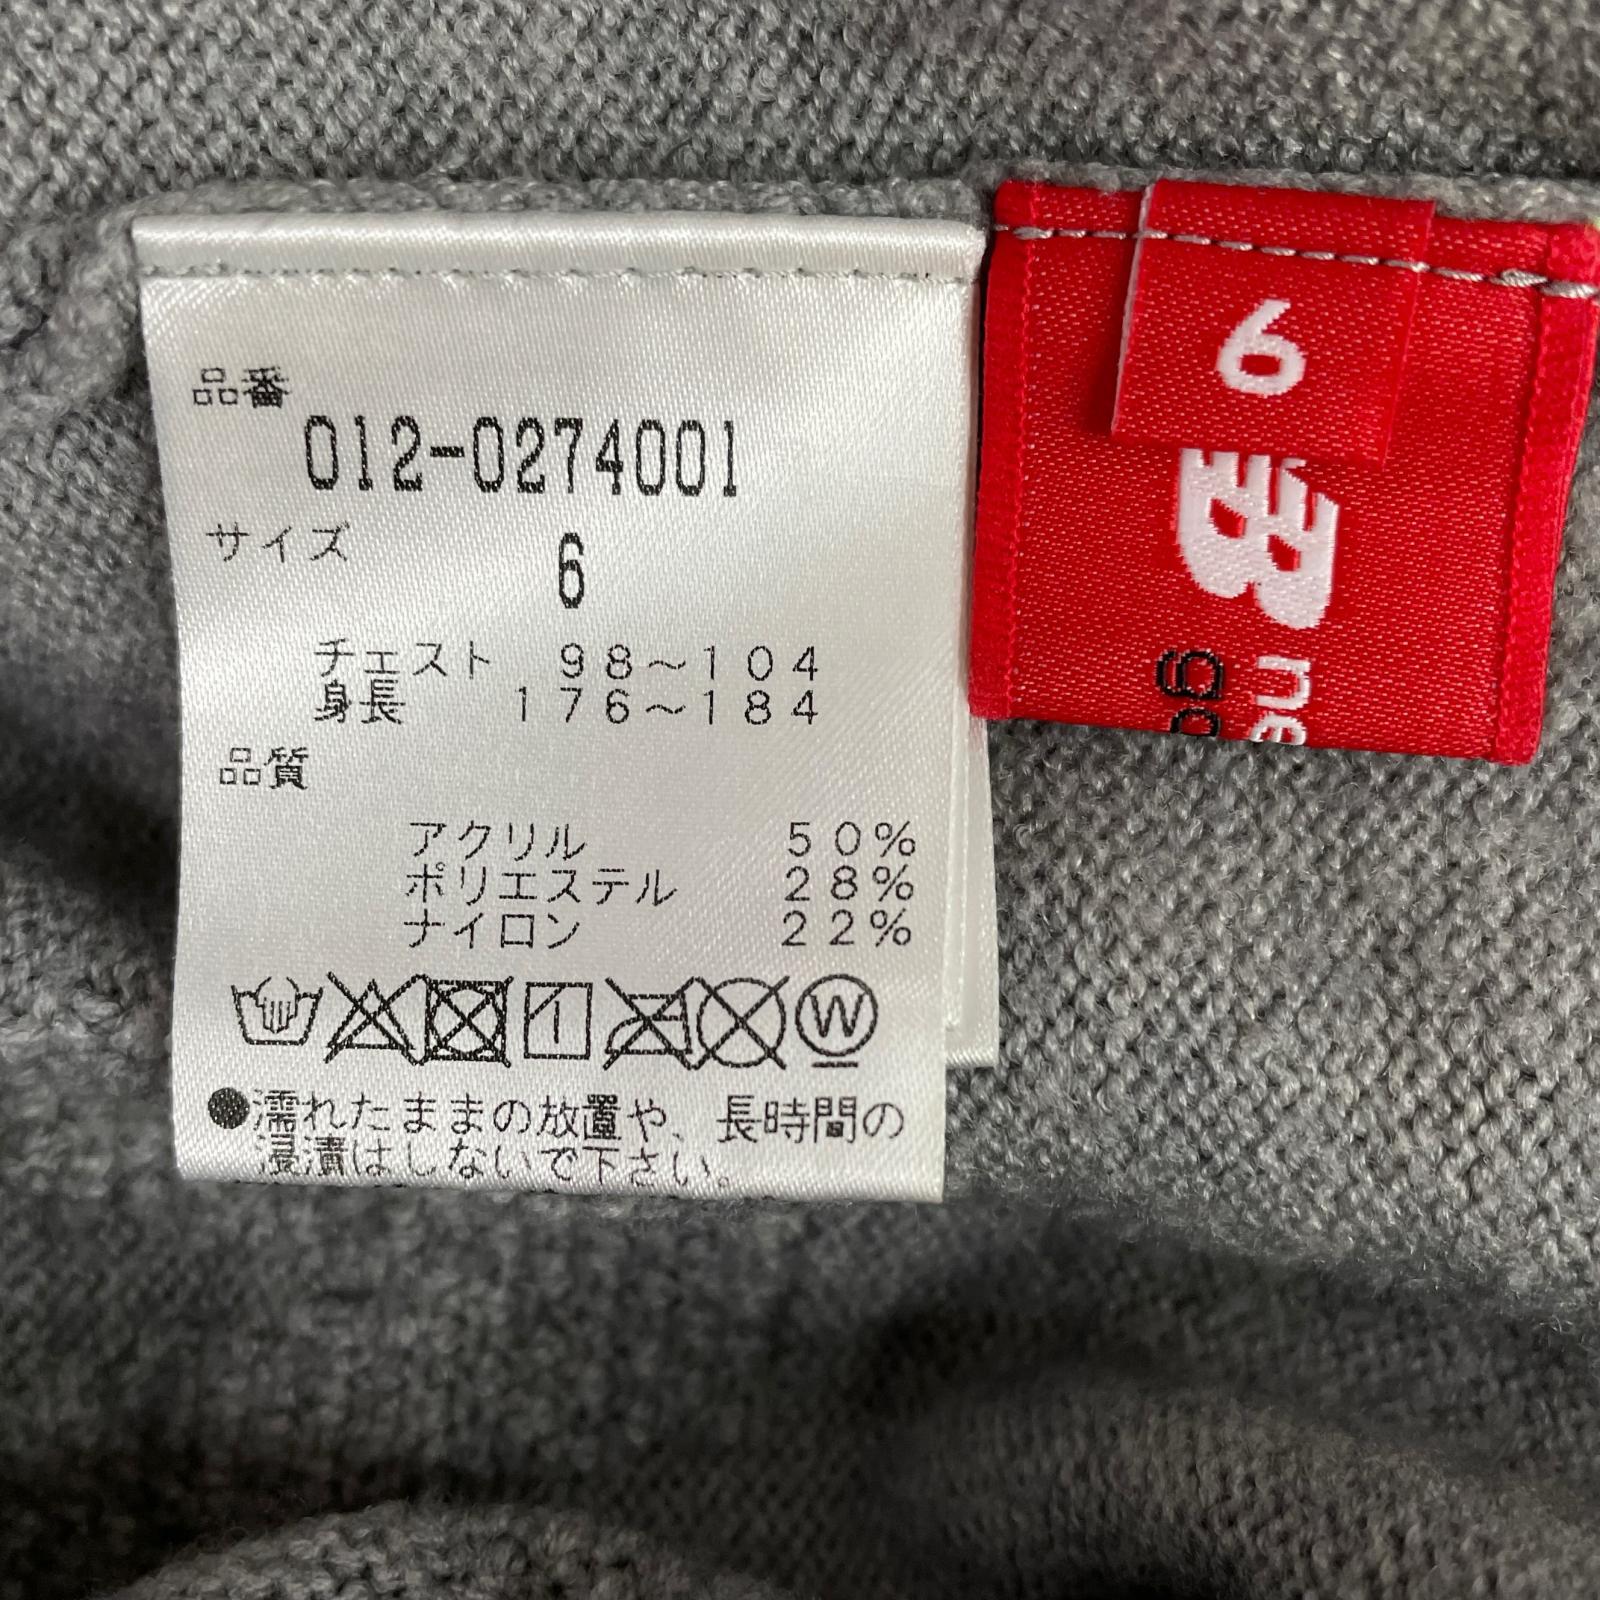 品番
012-0274001
サイズ 6
チェスト 98～104
身長 176～184
品質
アクリル 50%
ポリエステル 28%
ナイロン 22%
W
●濡れたままの放置や、長時間の
浸漬はしないで下さい。
6
ne
go